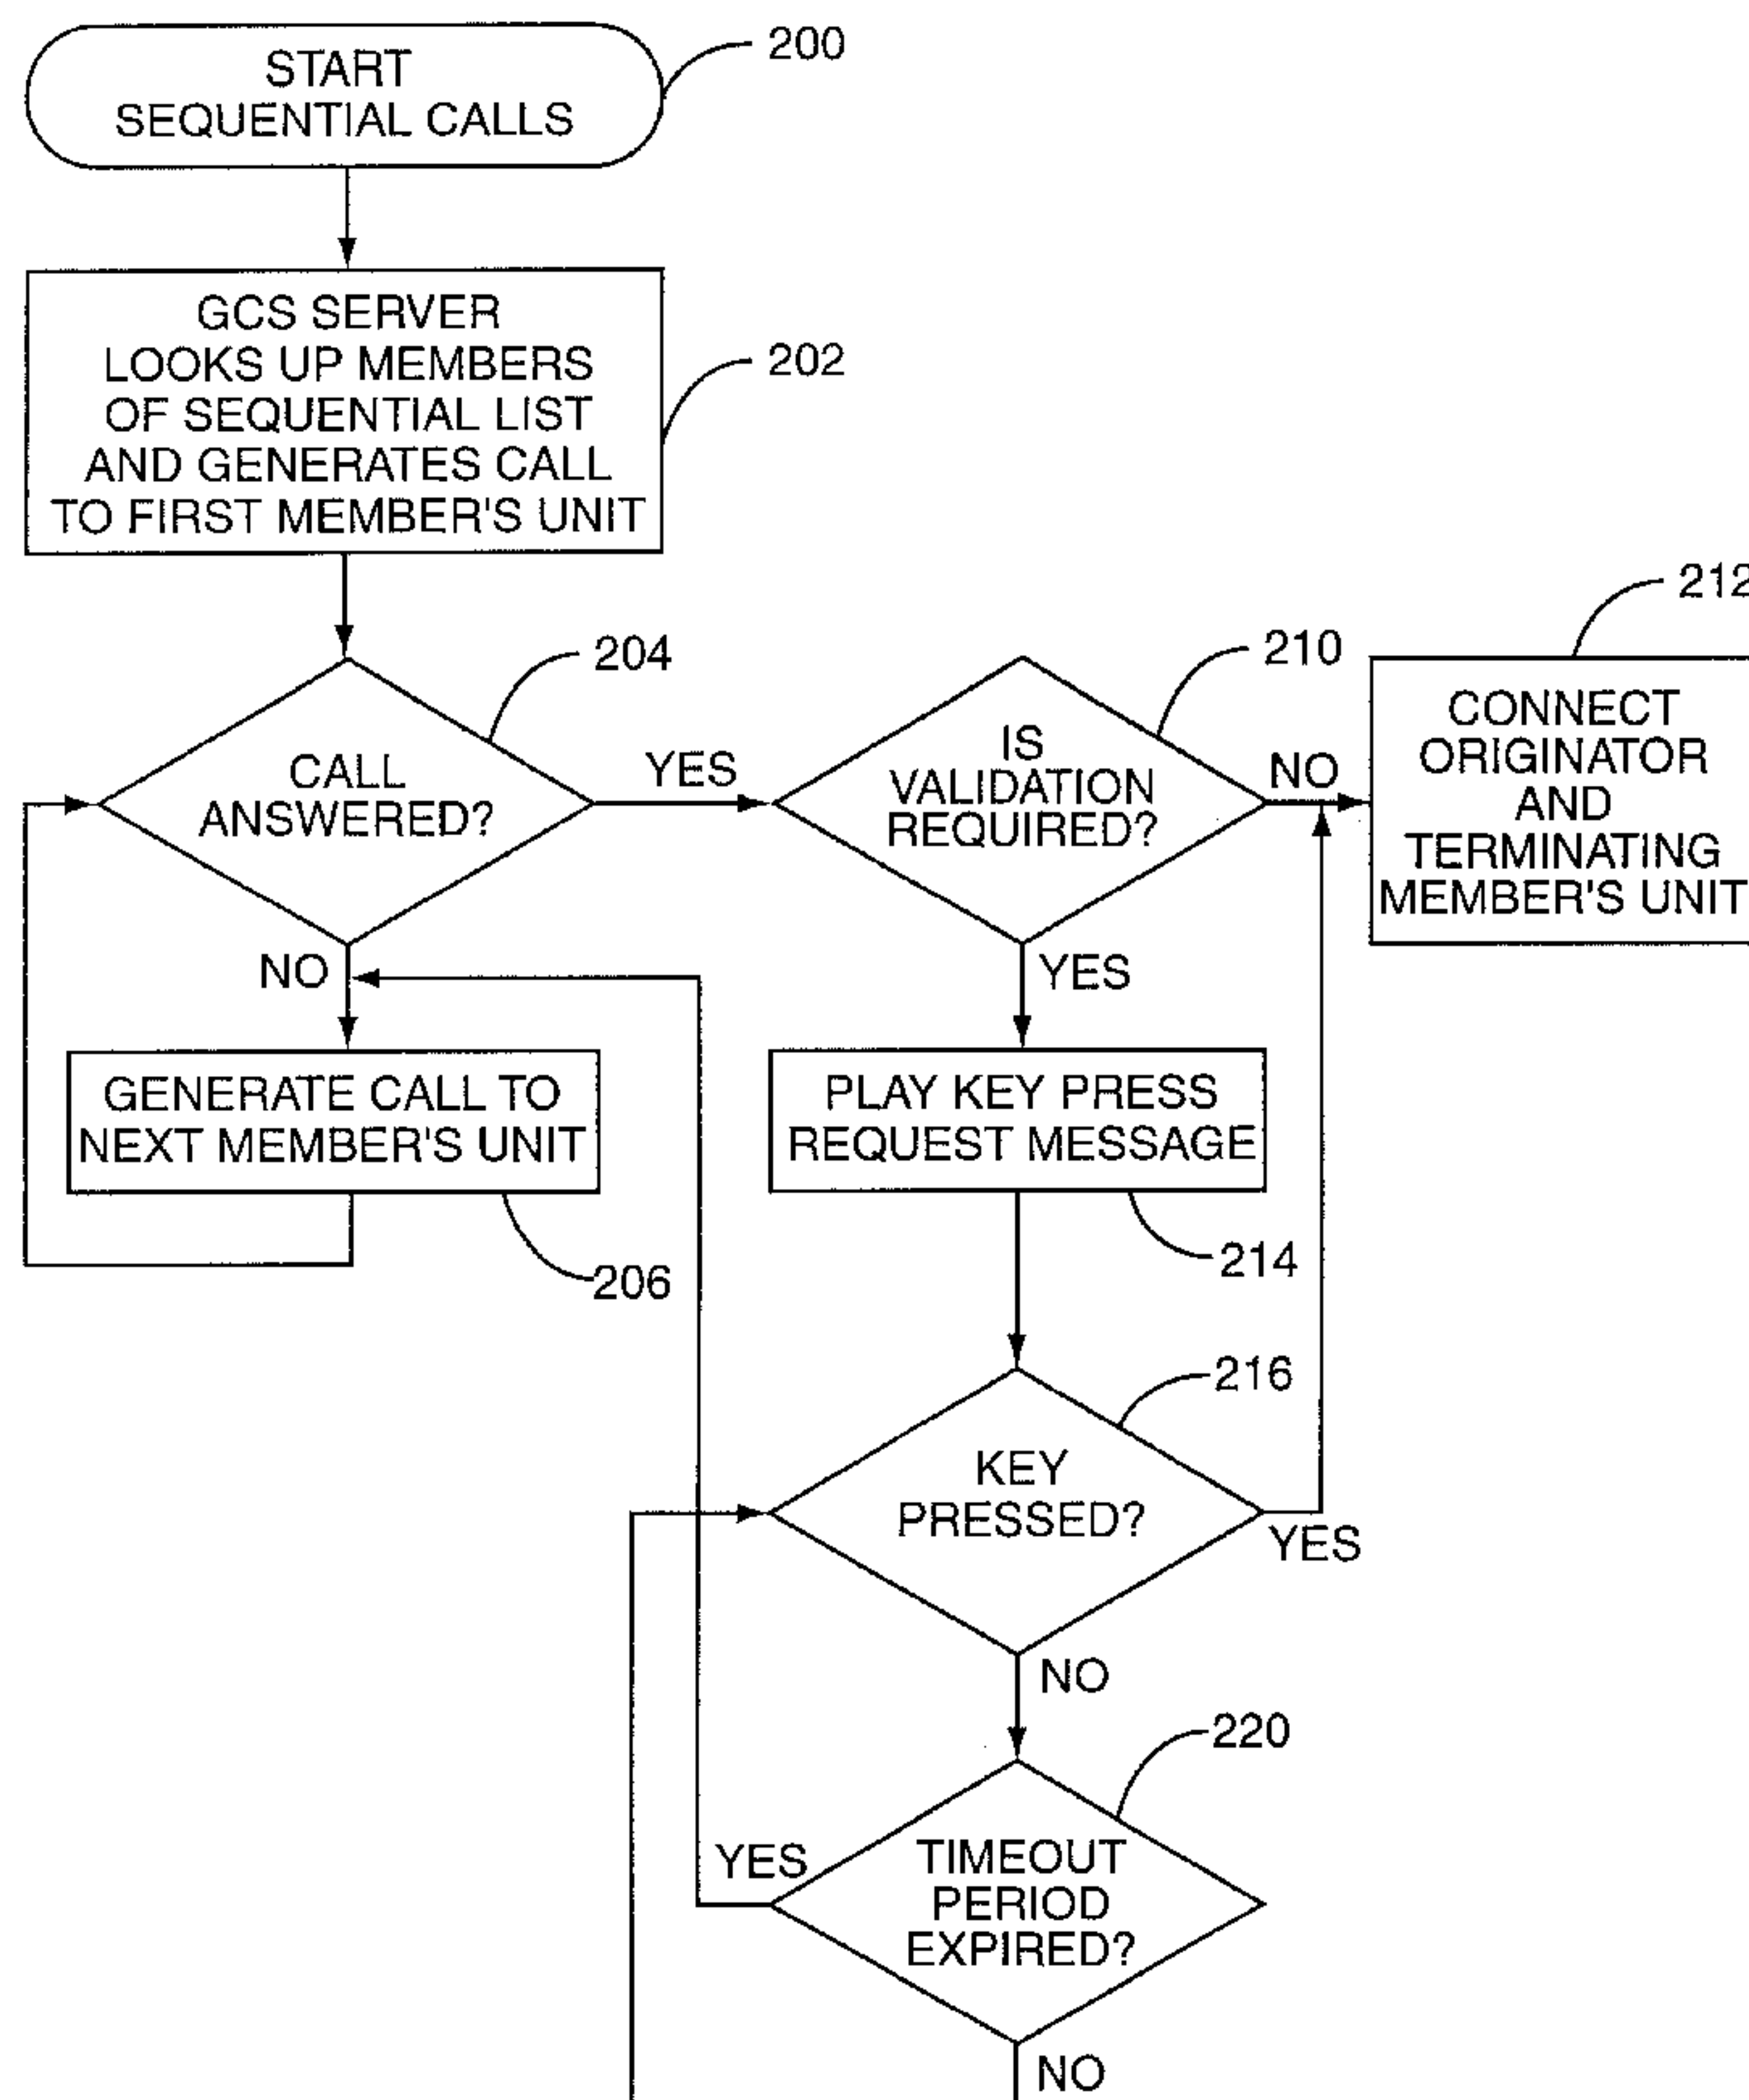 START
SEQUENTIAL CALLS
200
GCS SERVER
LOOKS UP MEMBERS
OF SEQUENTIAL LIST
AND GENERATES CALL
TO FIRST MEMBER'S UNIT
202
CALL
ANSWERED?
204
YES
NO
IS
VALIDATION
REQUIRED?
210
NO
YES
CONNECT
ORIGINATOR
AND
TERMINATING
MEMBER'S UNIT
212
GENERATE CALL TO
NEXT MEMBER'S UNIT
206
PLAY KEY PRESS
REQUEST MESSAGE
214
KEY
PRESSED?
216
YES
NO
TIMEOUT
PERIOD
EXPIRED?
220
YES
NO